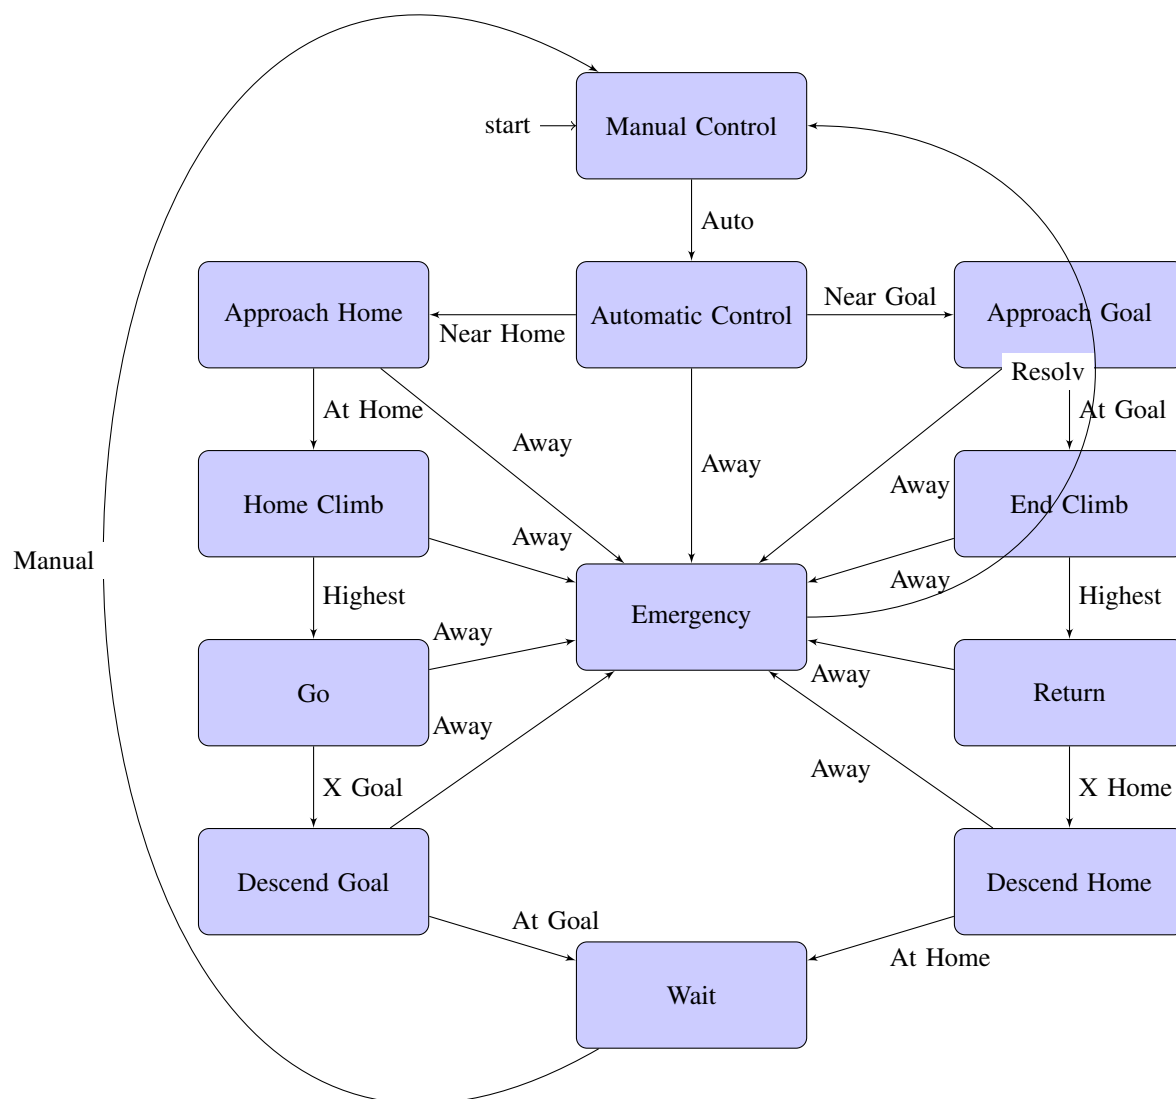 start
Manual Control
Auto
Approach Home
Near Home
Automatic Control
Near Goal
Approach Goal
Resolv
At Home
Away
Away
Away
At Goal
Home Climb
Away
Away
End Climb
Manual
Highest
Away
Emergency
Away
Highest
Go
Away
Away
Return
X Goal
Away
X Home
Descend Goal
At Goal
Descend Home
At Home
Wait